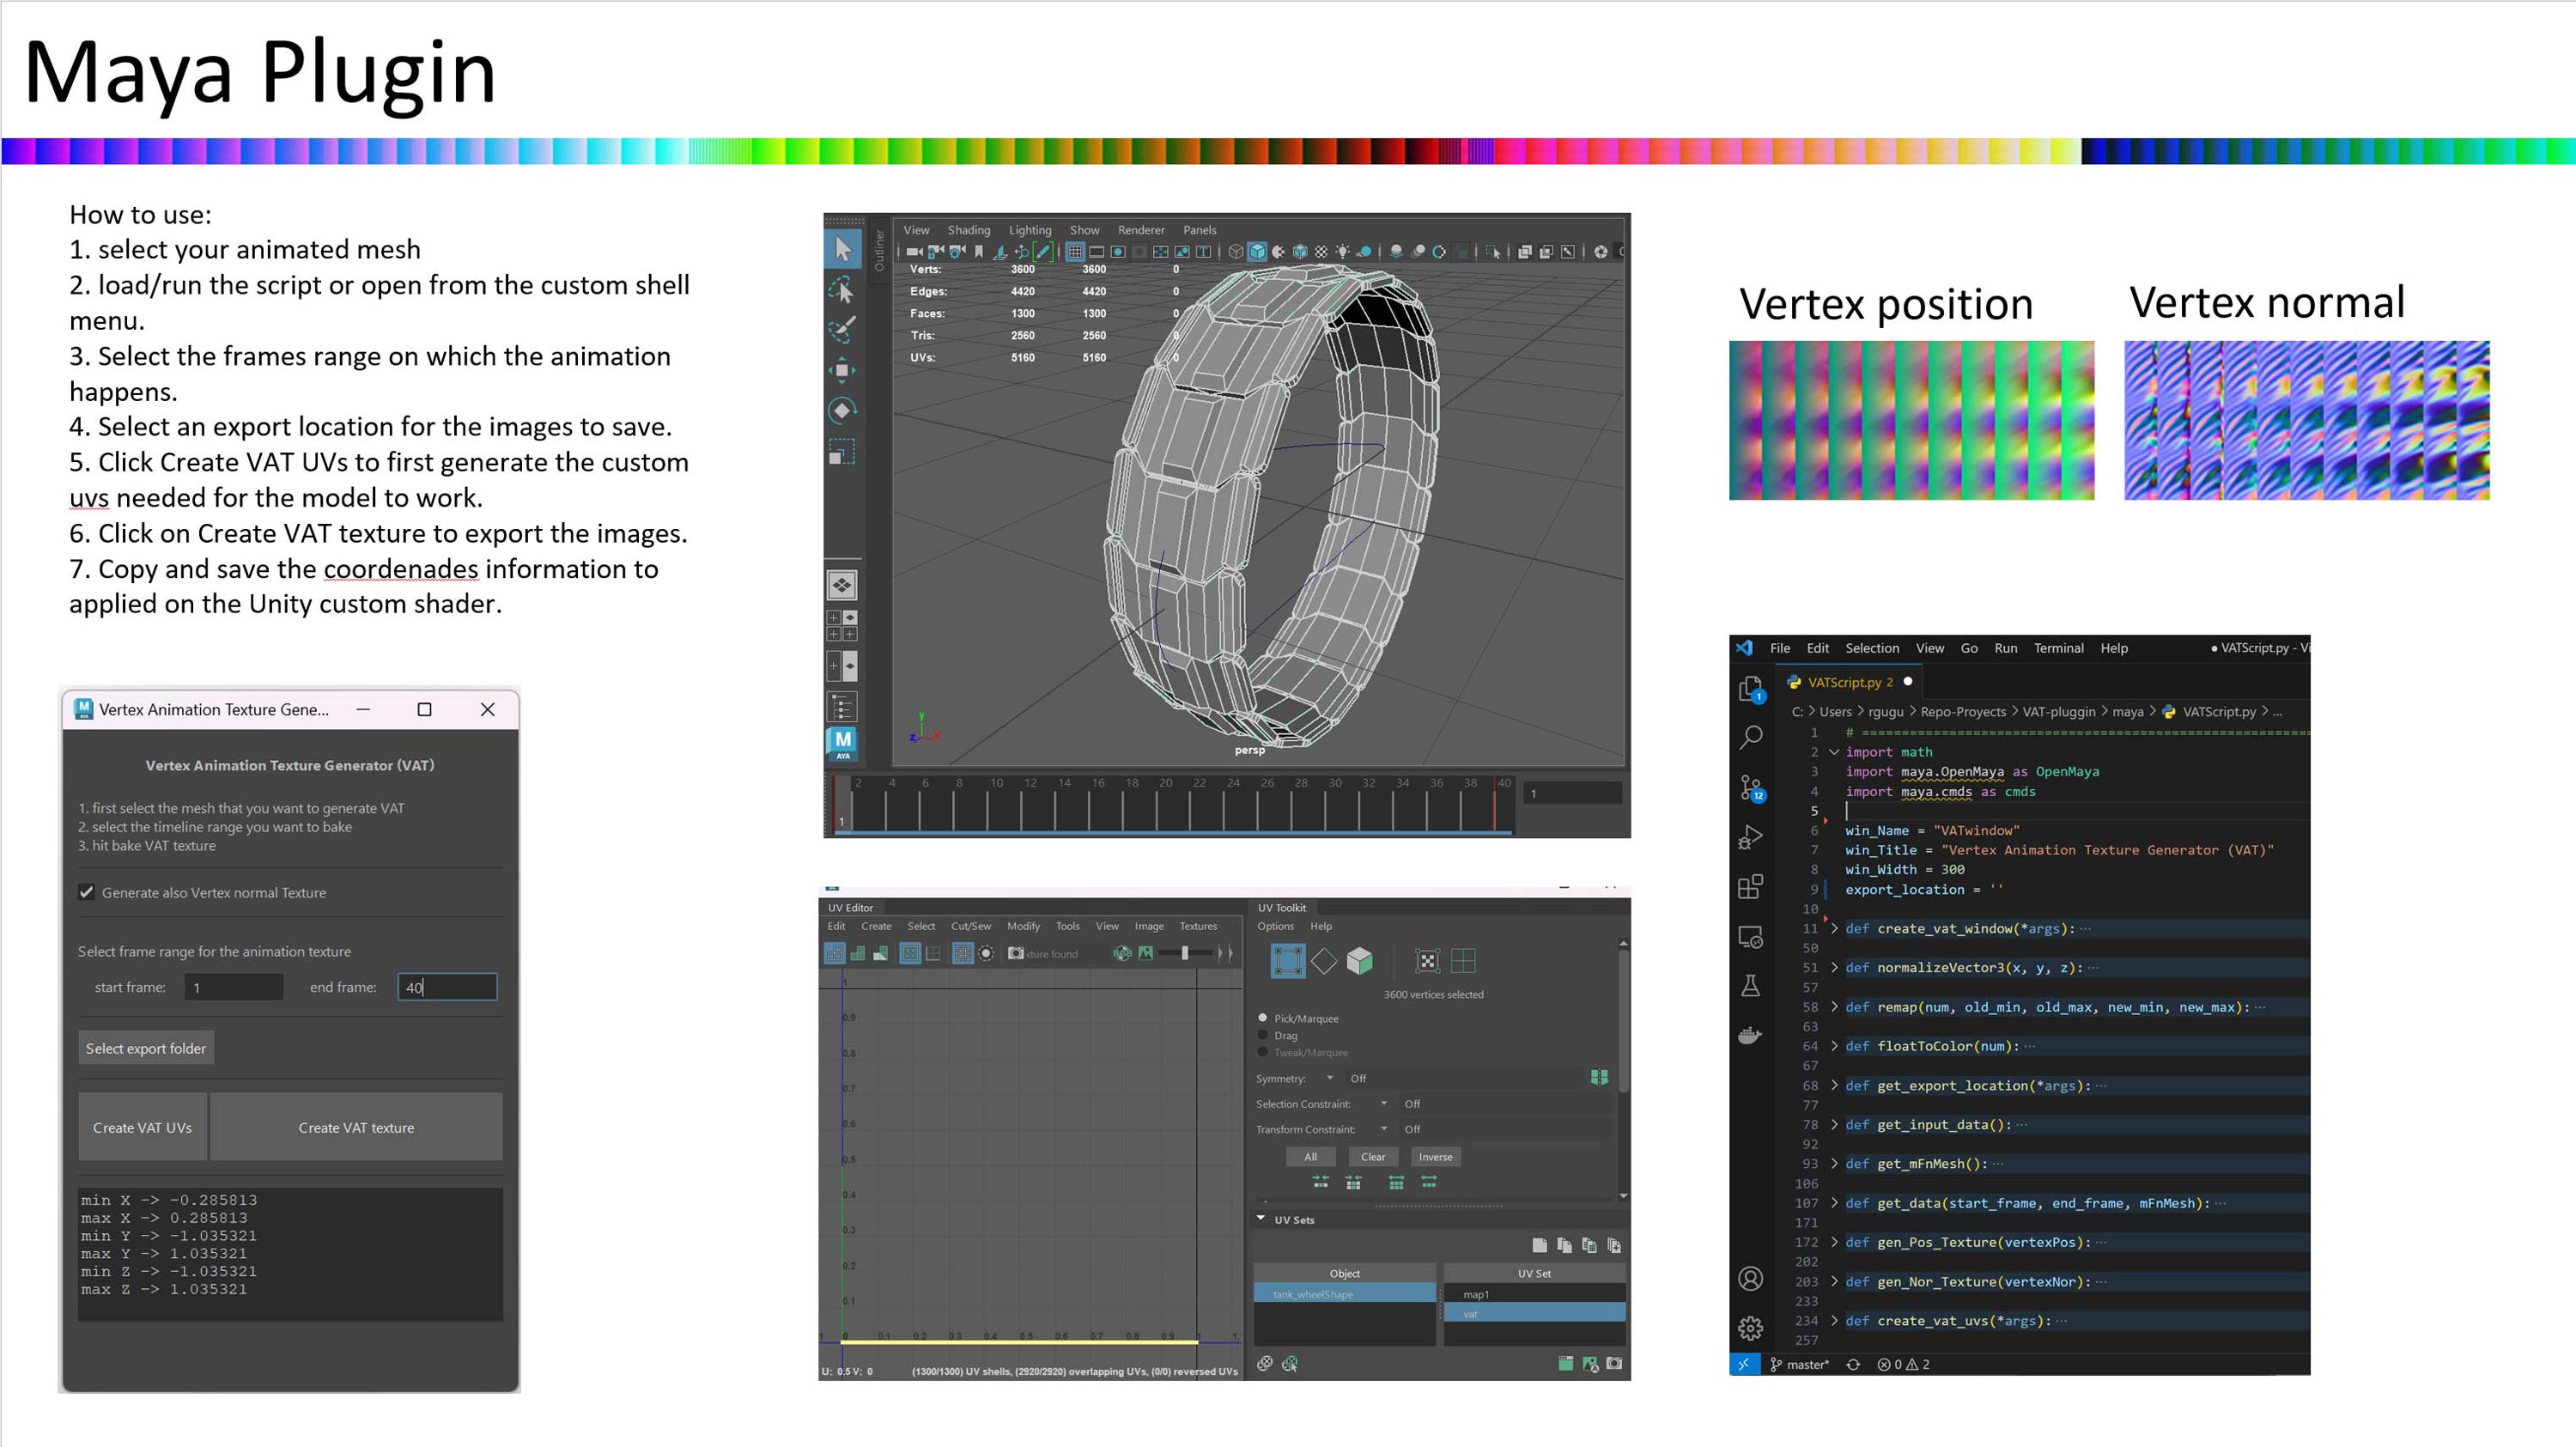 Maya Plugin
How to use:
1. select your animated mesh
2. load/run the script or open from the custom shell
menu.
3. Select the frames range on which the animation
happens.
4. Select an export location for the images to save.
5. Click Create VAT UVs to first generate the custom
uvs needed for the model to work.
6. Click on Create VAT texture to export the images.
7. Copy and save the coordenades information to
applied on the Unity custom shader.
Vertex Animation Texture Gene...
Vertex Animation Texture Generator (VAT)
1. first select the mesh that you want to generate VAT
2. select the timeline range you want to bake
3. hit bake VAT texture
Generate also Vertex normal Texture
Select frame range for the animation texture
start frame: 1 end frame: 40
Select export folder
Create VAT UVs Create VAT texture
min X -> -0.285813
max X -> 0.285813
min Y -> -1.035321
max Y -> 1.035321
min Z -> -1.035321
max Z -> 1.035321
Outliner
View Shading Lighting Show Renderer Panels
Verts: 3600 3600 0
Edges: 4420 4420 0
Faces: 1300 1300 0
Tris: 2560 2560 0
UVs: 5160 5160 0
y
z x
persp
M
AYA
2 4 6 8 10 12 14 16 18 20 22 24 26 28 30 32 34 36 38 40
1
1
UV Editor
Edit Create Select Cut/Sew Modify Tools View Image Textures
xture found
1
0.9
0.8
0.7
0.6
0.5
0.4
0.3
0.2
0.1
0 0.1 0.2 0.3 0.4 0.5 0.6 0.7 0.8 0.9 1 1.
U: 0.5 V: 0 (1300/1300) UV shells, (2920/2920) overlapping UVs, (0/0) reversed UVs
UV Toolkit
Options Help
3600 vertices selected
Pick/Marquee
Drag
Tweak/Marquee
Symmetry: Off
Selection Constraint: Off
Transform Constraint: Off
All Clear Inverse
UV Sets
Object UV Set
tank_wheelShape map1
vat
Vertex position
Vertex normal
File Edit Selection View Go Run Terminal Help ● VATScript.py - Vi
VATScript.py 2 ●
C: > Users > rgugu > Repo-Proyects > VAT-pluggin > maya > VATScript.py > ...
1
12
1 # ====================================================
2 import math
3 import maya.OpenMaya as OpenMaya
4 import maya.cmds as cmds
5
6 win_Name = "VATwindow"
7 win_Title = "Vertex Animation Texture Generator (VAT)"
8 win_Width = 300
9 export_location = ''
10
11 > def create_vat_window(*args): ···
50
51 > def normalizeVector3(x, y, z): ···
57
58 > def remap(num, old_min, old_max, new_min, new_max): ···
63
64 > def floatToColor(num): ···
67
68 > def get_export_location(*args): ···
77
78 > def get_input_data(): ···
92
93 > def get_mFnMesh(): ···
106
107 > def get_data(start_frame, end_frame, mFnMesh): ···
171
172 > def gen_Pos_Texture(vertexPos): ···
202
203 > def gen_Nor_Texture(vertexNor): ···
233
234 > def create_vat_uvs(*args): ···
257
master* 0 2